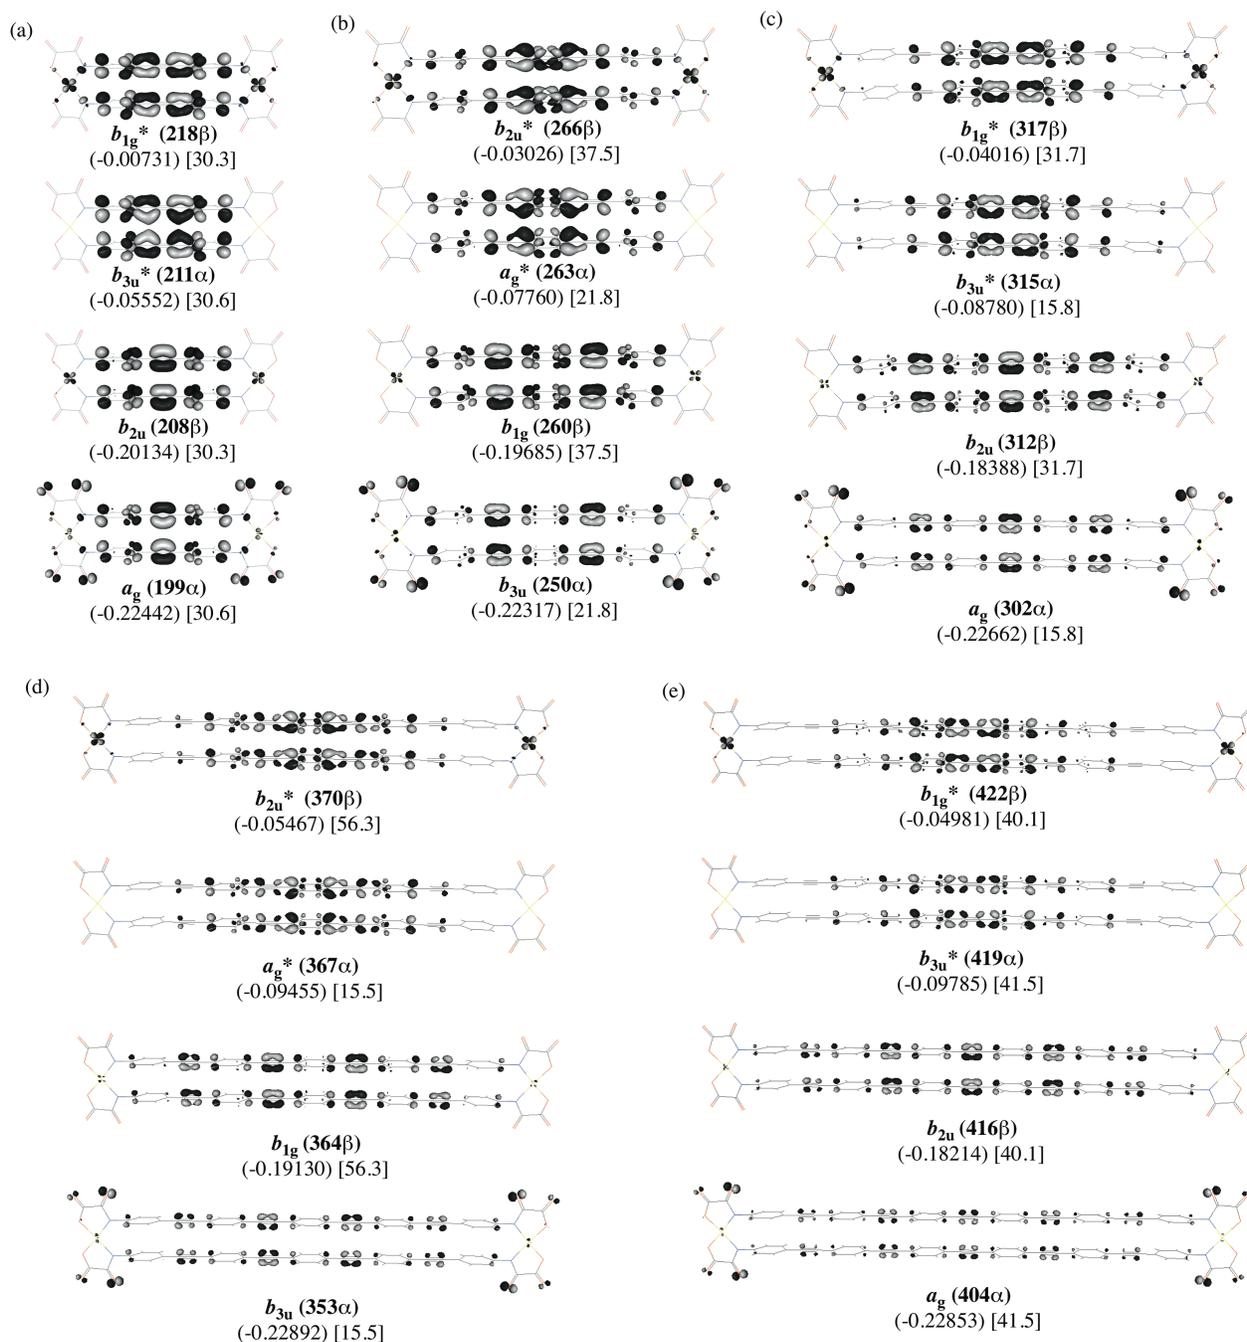 (a)
b1g* (218β)
(-0.00731) [30.3]
b3u* (211α)
(-0.05552) [30.6]
b2u (208β)
(-0.20134) [30.3]
ag (199α)
(-0.22442) [30.6]
(b)
b2u* (266β)
(-0.03026) [37.5]
ag* (263α)
(-0.07760) [21.8]
b1g (260β)
(-0.19685) [37.5]
b3u (250α)
(-0.22317) [21.8]
(c)
b1g* (317β)
(-0.04016) [31.7]
b3u* (315α)
(-0.08780) [15.8]
b2u (312β)
(-0.18388) [31.7]
ag (302α)
(-0.22662) [15.8]
(d)
b2u* (370β)
(-0.05467) [56.3]
ag* (367α)
(-0.09455) [15.5]
b1g (364β)
(-0.19130) [56.3]
b3u (353α)
(-0.22892) [15.5]
(e)
b1g* (422β)
(-0.04981) [40.1]
b3u* (419α)
(-0.09785) [41.5]
b2u (416β)
(-0.18214) [40.1]
ag (404α)
(-0.22853) [41.5]